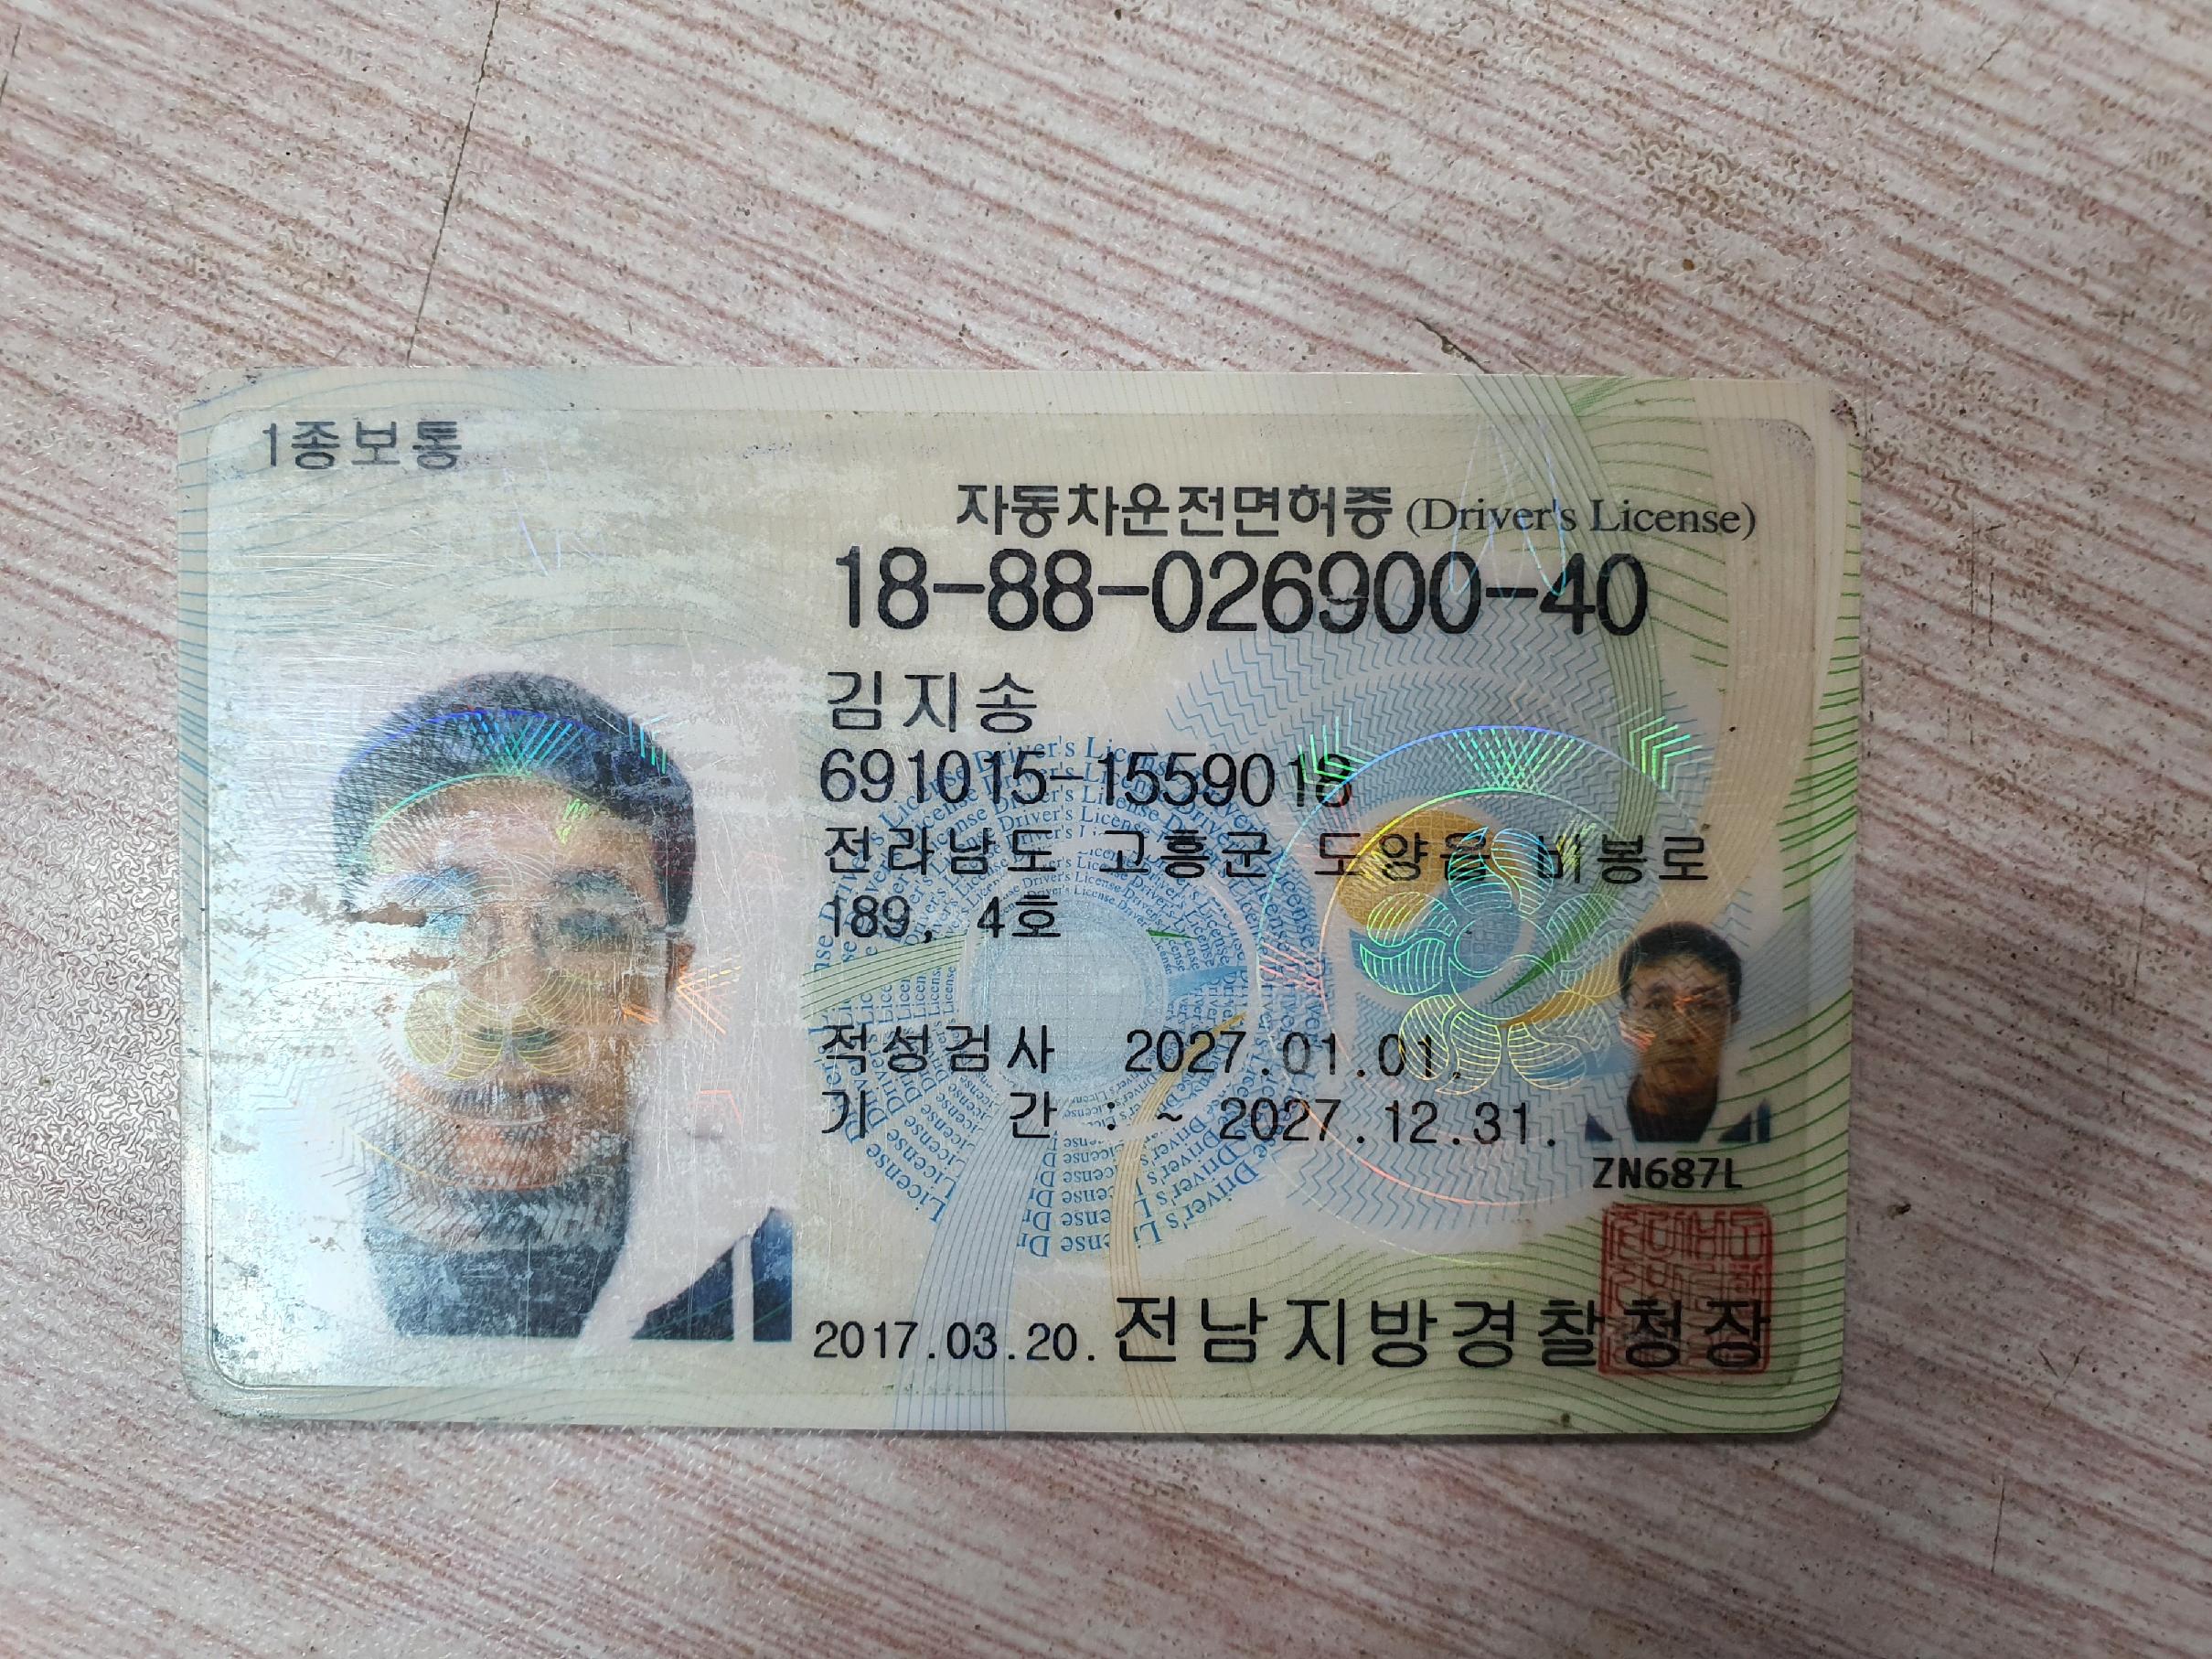 1종보통
자동차운전면허증 (Driver's License)
18-88-026900-40
김지송
691015-1559018
전라남도 고흥군 도양읍 비봉로
189, 4호
적성검사 2027.01.01.
기 간 : ~ 2027.12.31.
ZN687L
2017.03.20. 전남지방경찰청장